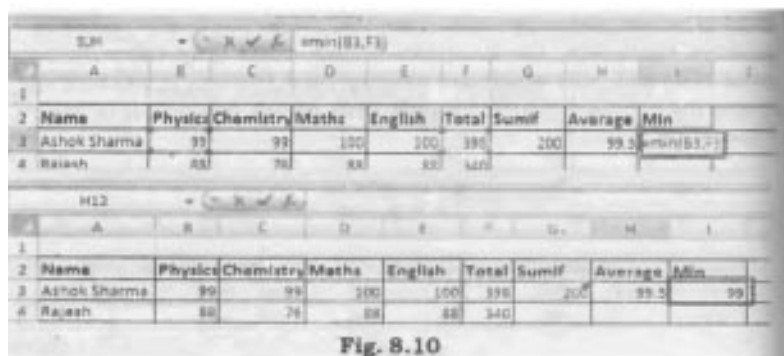 SUM =min(B3,F3)
A B C D E F G H I
1
2 Name Physics Chemistry Maths English Total Sumif Average Min
3 Ashok Sharma 99 99 100 100 398 200 99.5 =min(B3,F3)
4 Rajesh 88 76 88 88 340
H12
A B C D E F G H I
1
2 Name Physics Chemistry Maths English Total Sumif Average Min
3 Ashok Sharma 99 99 100 100 398 200 99.5 99
4 Rajesh 88 76 88 88 340
Fig. 8.10